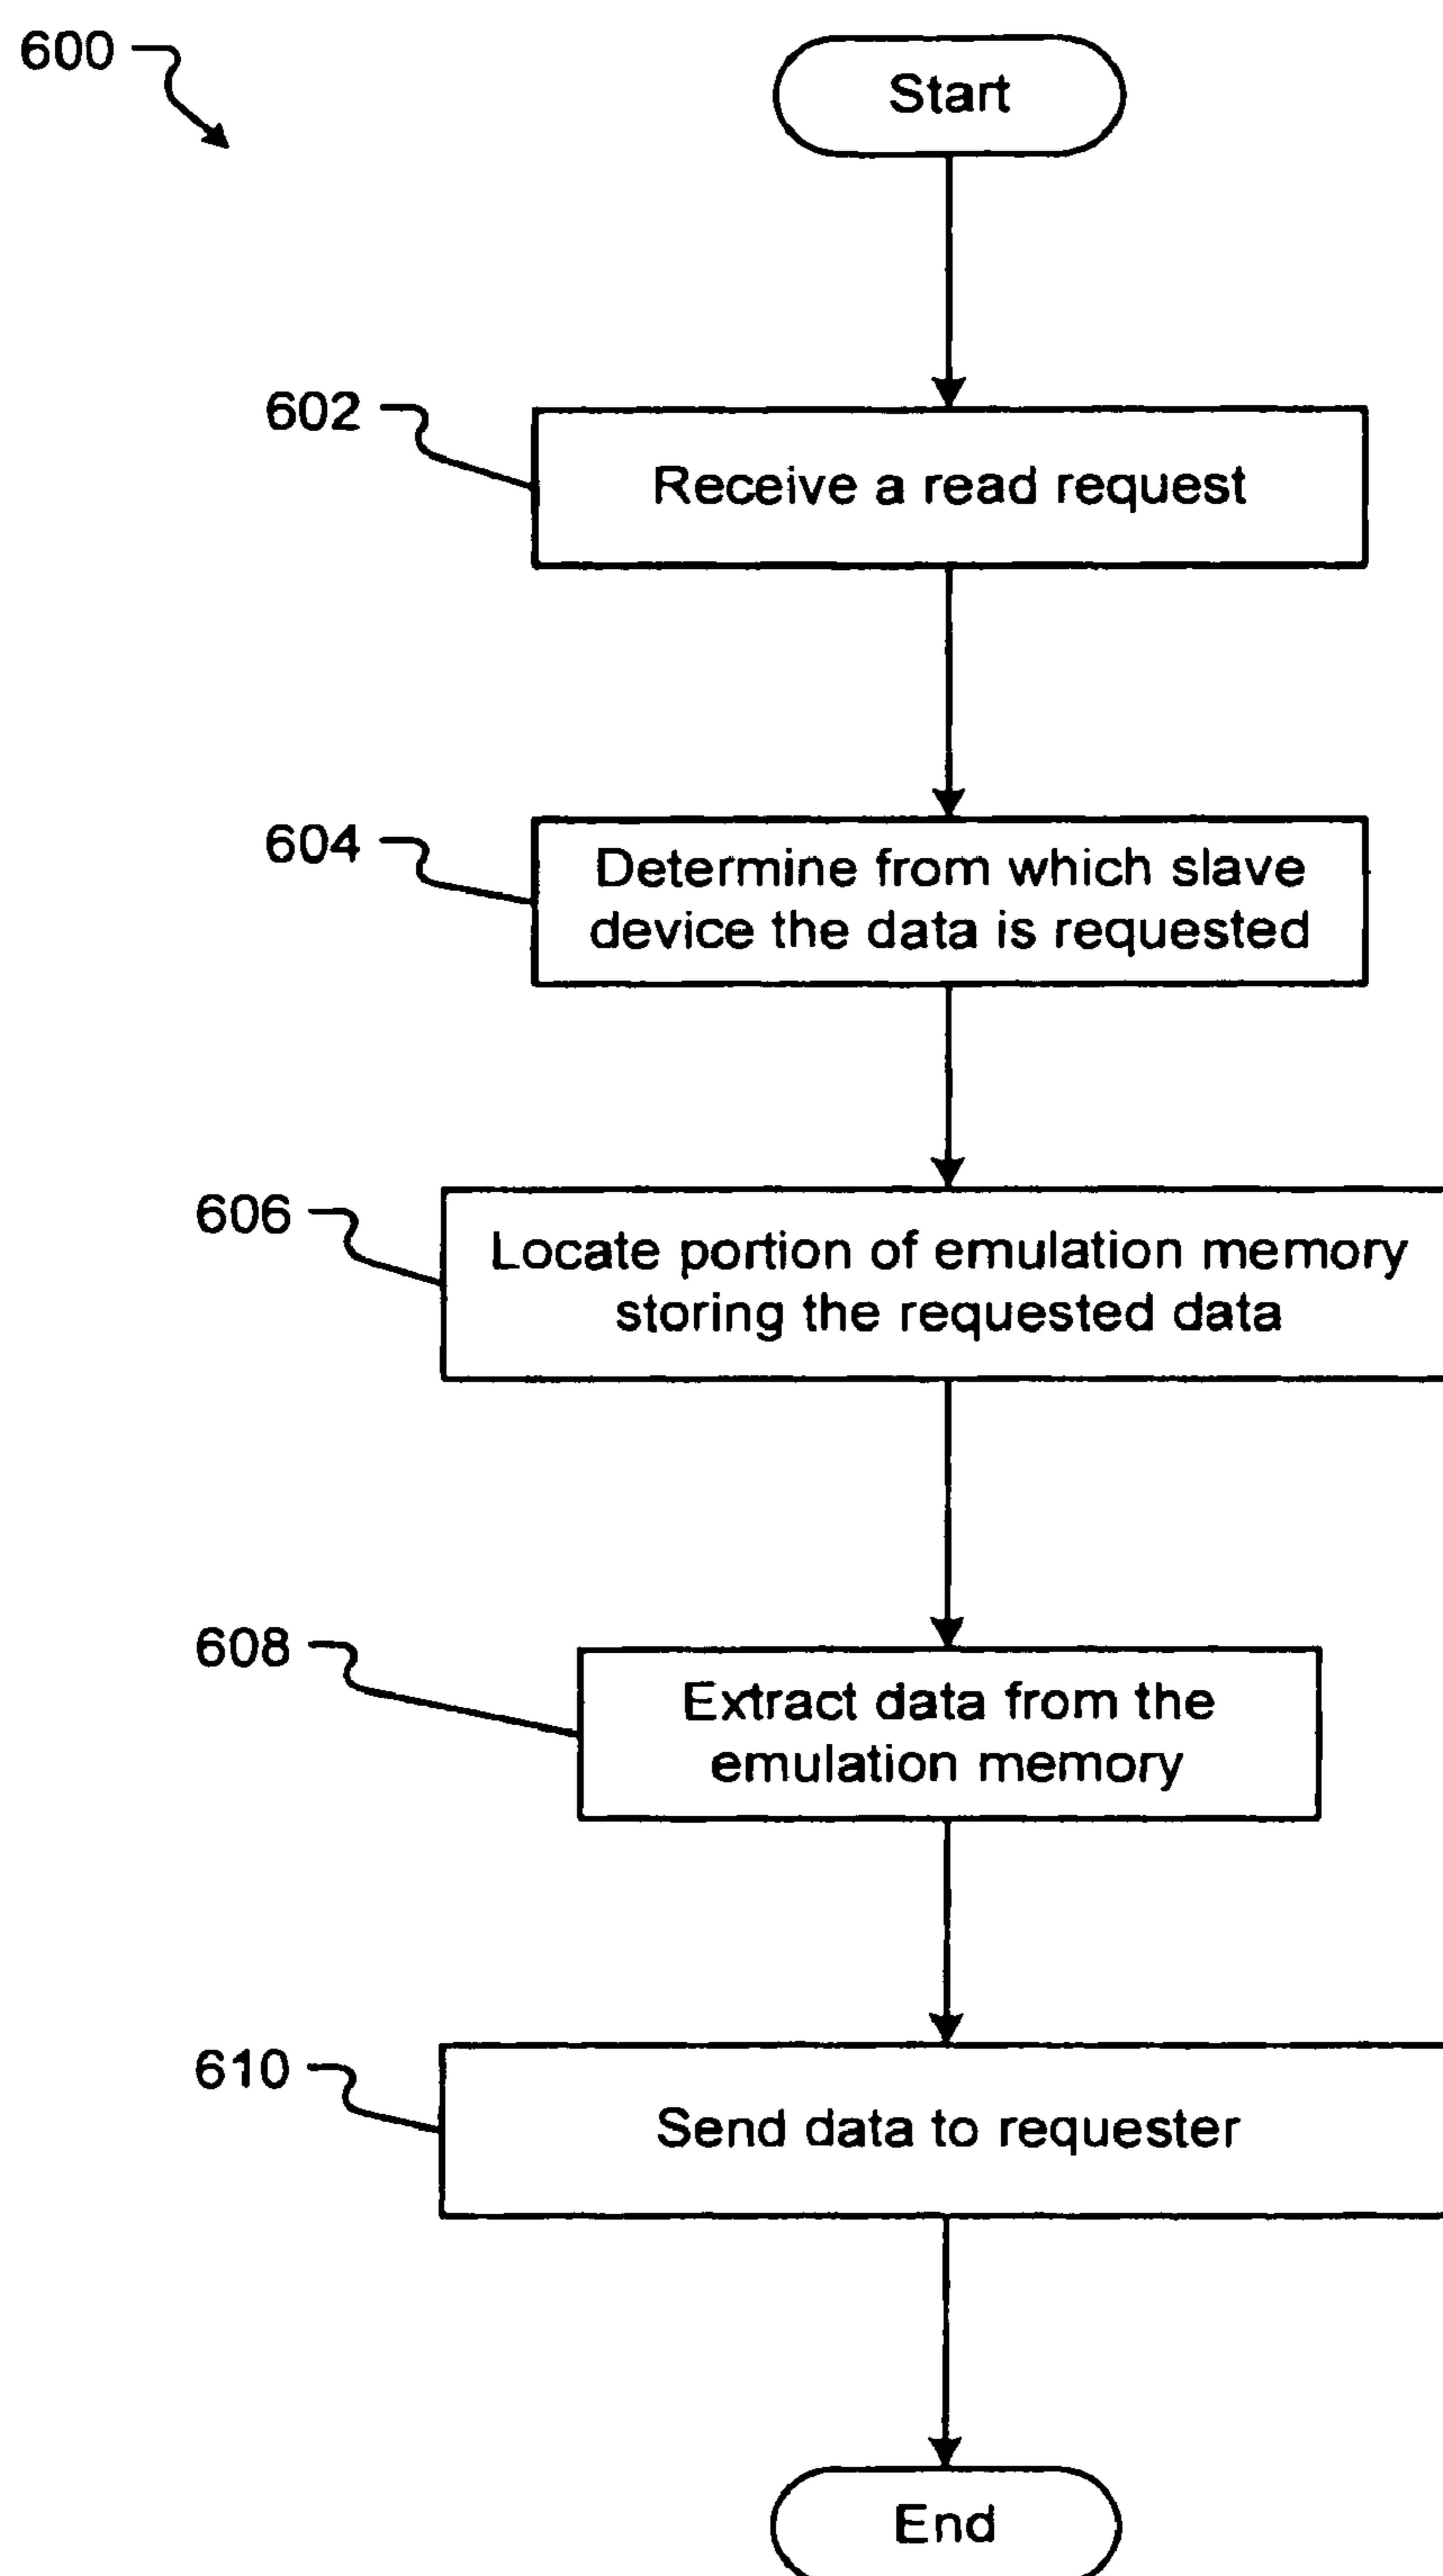 600
Start
602
Receive a read request
604
Determine from which slave
device the data is requested
606
Locate portion of emulation memory
storing the requested data
608
Extract data from the
emulation memory
610
Send data to requester
End